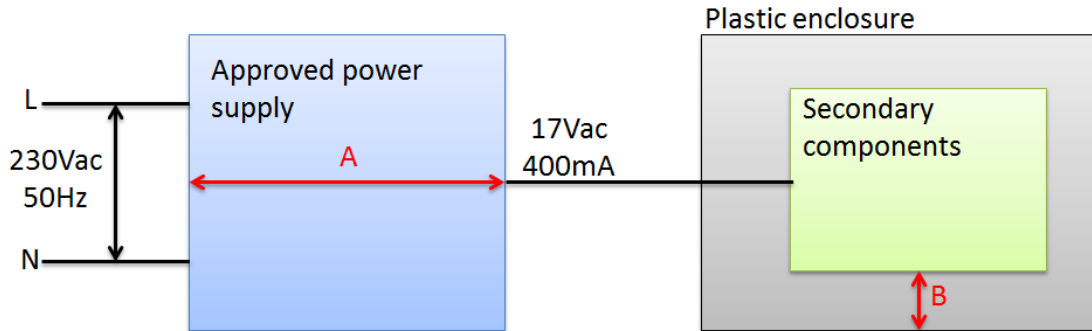 Plastic enclosure
Approved power
supply
L
230Vac
50Hz
N
A
17Vac
400mA
Secondary
components
B